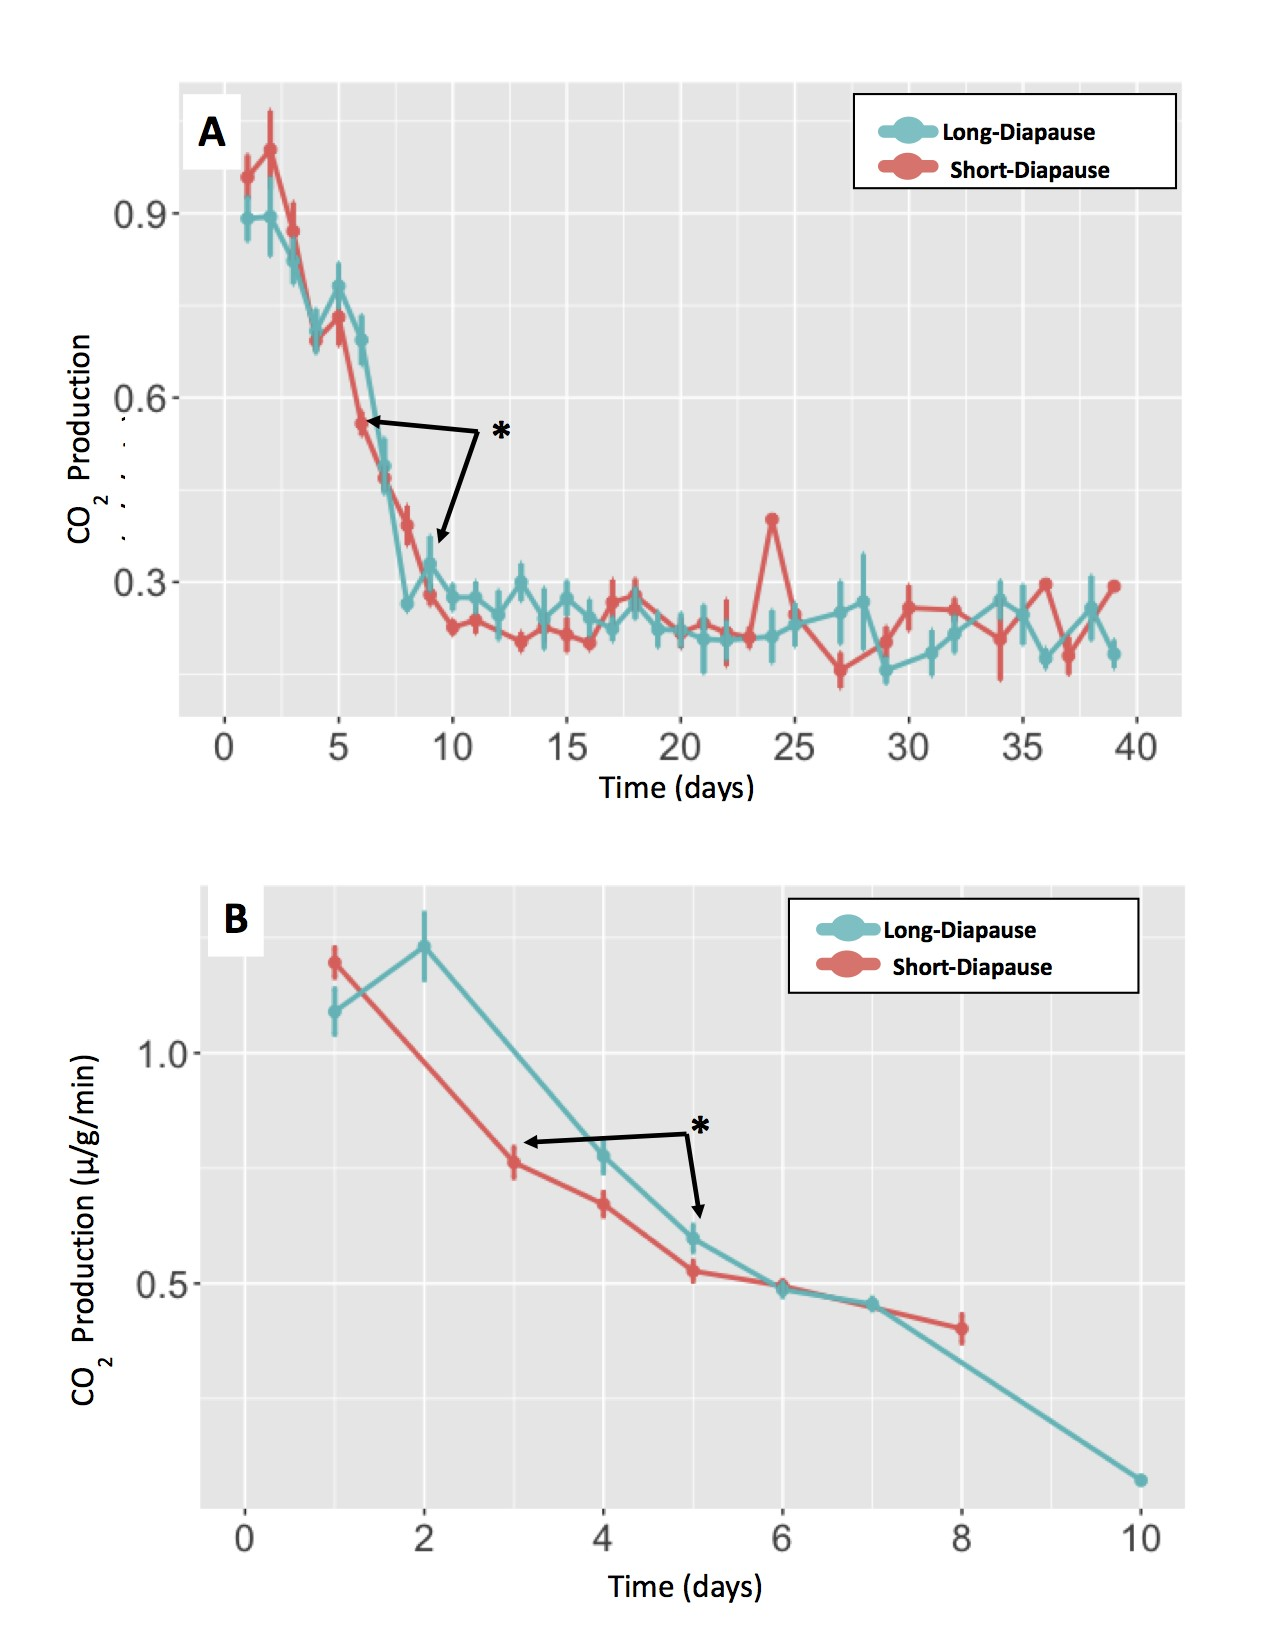 A
Long-Diapause
Short-Diapause
0.9
0.6
0.3
CO2 Production
*
0 5 10 15 20 25 30 35 40
Time (days)
B
Long-Diapause
Short-Diapause
1.0
0.5
CO2 Production (µ/g/min)
*
0 2 4 6 8 10
Time (days)